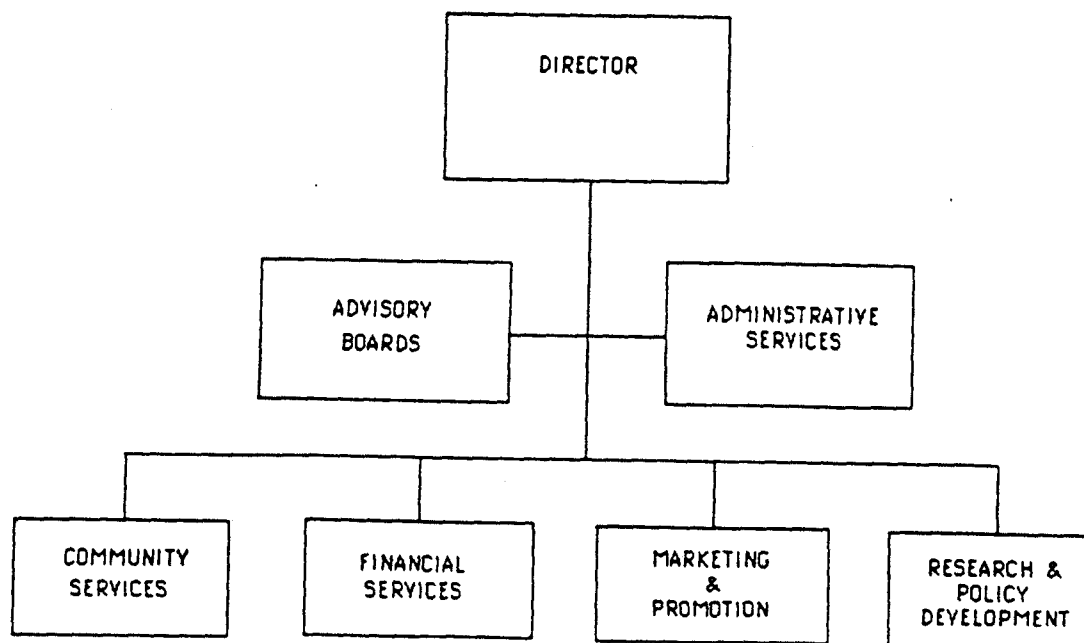 DIRECTOR
ADVISORY
BOARDS
ADMINISTRATIVE
SERVICES
COMMUNITY
SERVICES
FINANCIAL
SERVICES
MARKETING
&
PROMOTION
RESEARCH &
POLICY
DEVELOPMENT